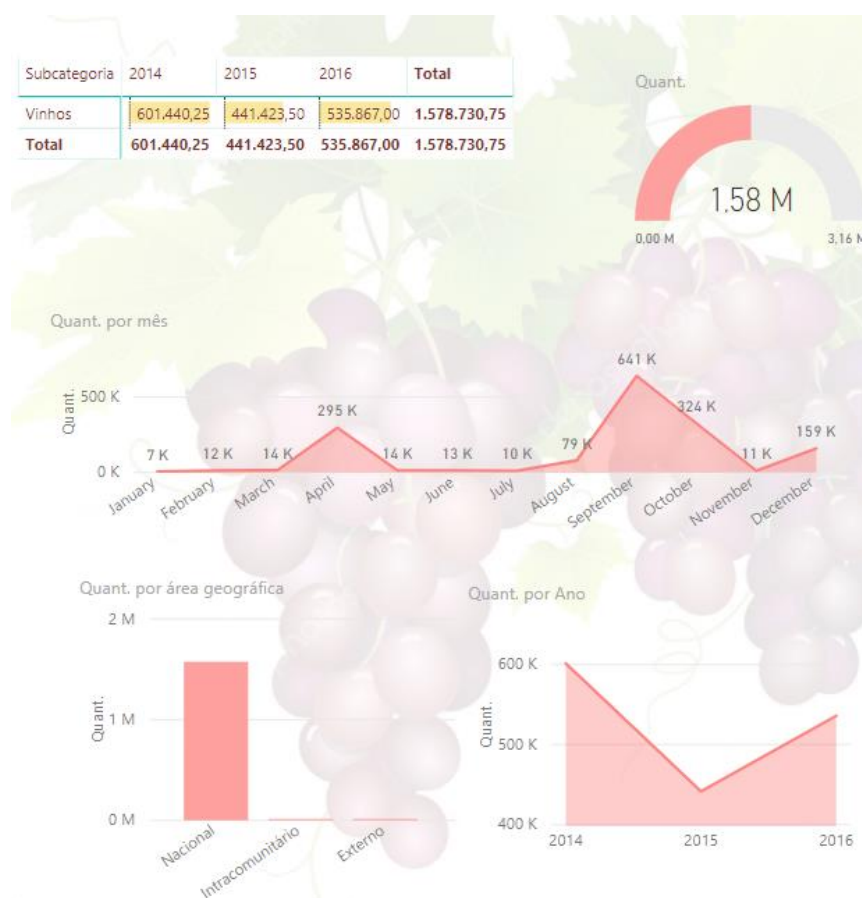 Subcategoria 2014 2015 2016 Total
Vinhos 601.440,25 441.423,50 535.867,00 1.578.730,75
Total 601.440,25 441.423,50 535.867,00 1.578.730,75
Quant.
1,58 M
0,00 M 3,16 M
Quant. por mês
Quant.
500 K
0 K
7 K 12 K 14 K 295 K 14 K 13 K 10 K 79 K 641 K 324 K 11 K 159 K
January February March April May June July August September October November December
Quant. por área geográfica
Quant.
2 M
1 M
0 M
Nacional Intracomunitário Externo
Quant. por Ano
Quant.
600 K
500 K
400 K
2014 2015 2016